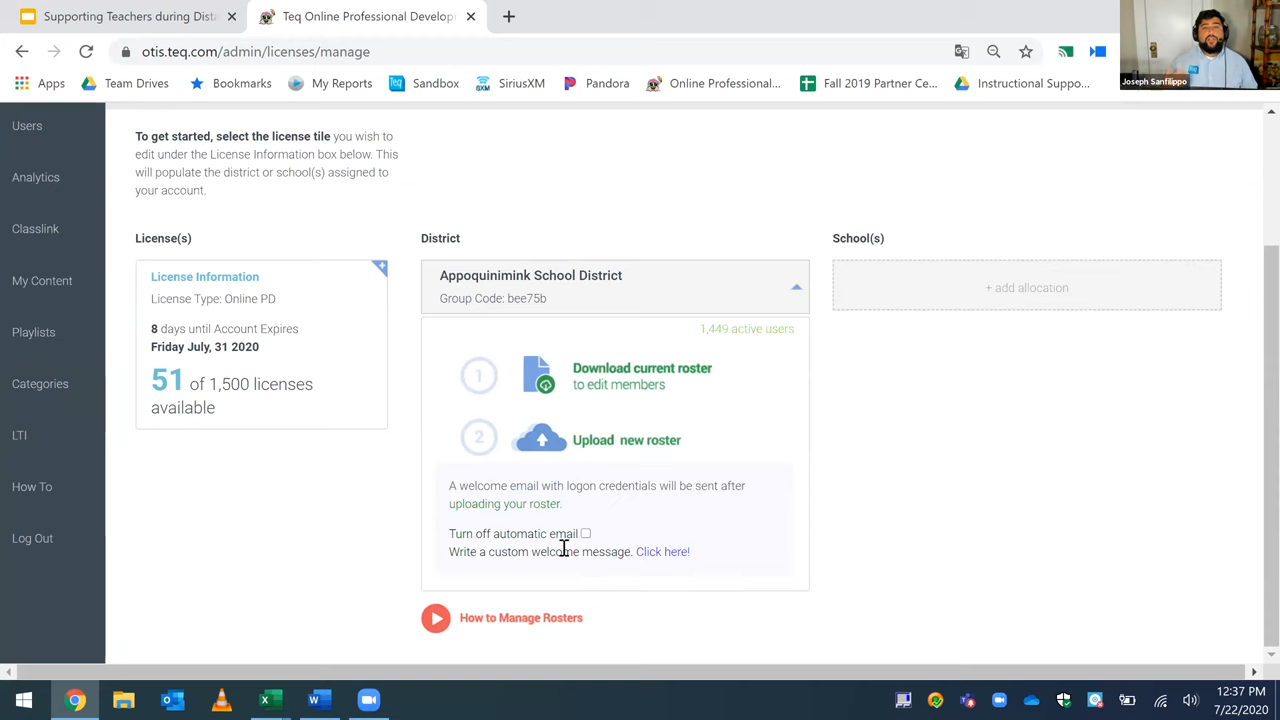 Supporting Teachers during Dist
Teq Online Professional Develop
otis.teq.com/admin/licenses/manage
Apps
Team Drives
Bookmarks
My Reports
Sandbox
SiriusXM
Pandora
Online Professional...
Fall 2019 Partner Ce...
Instructional Suppo...
Joseph Sanfilippo
Users
Analytics
Classlink
My Content
Playlists
Categories
LTI
How To
Log Out
To get started, select the license tile you wish to
edit under the License Information box below. This
will populate the district or school(s) assigned to
your account.
License(s)
License Information
License Type: Online PD
8 days until Account Expires
Friday July, 31 2020
51 of 1,500 licenses
available
District
Appoquinimink School District
Group Code: bee75b
1,449 active users
1
Download current roster
to edit members
2
Upload new roster
A welcome email with logon credentials will be sent after
uploading your roster.
Turn off automatic email
Write a custom welcome message. Click here!
How to Manage Rosters
School(s)
+ add allocation
12:37 PM
7/22/2020